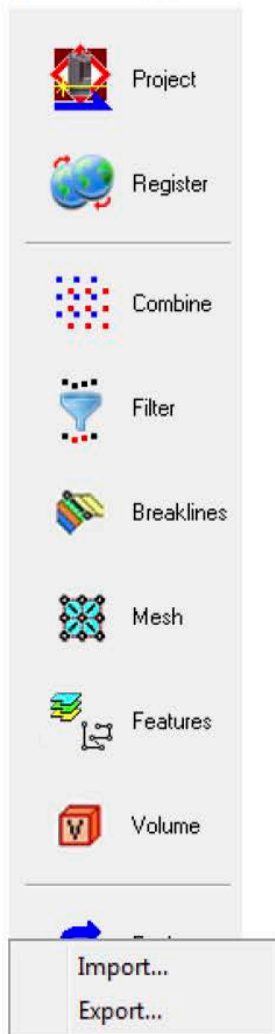 Project
Register
Combine
Filter
Breaklines
Mesh
Features
V
Volume
Import...
Export...